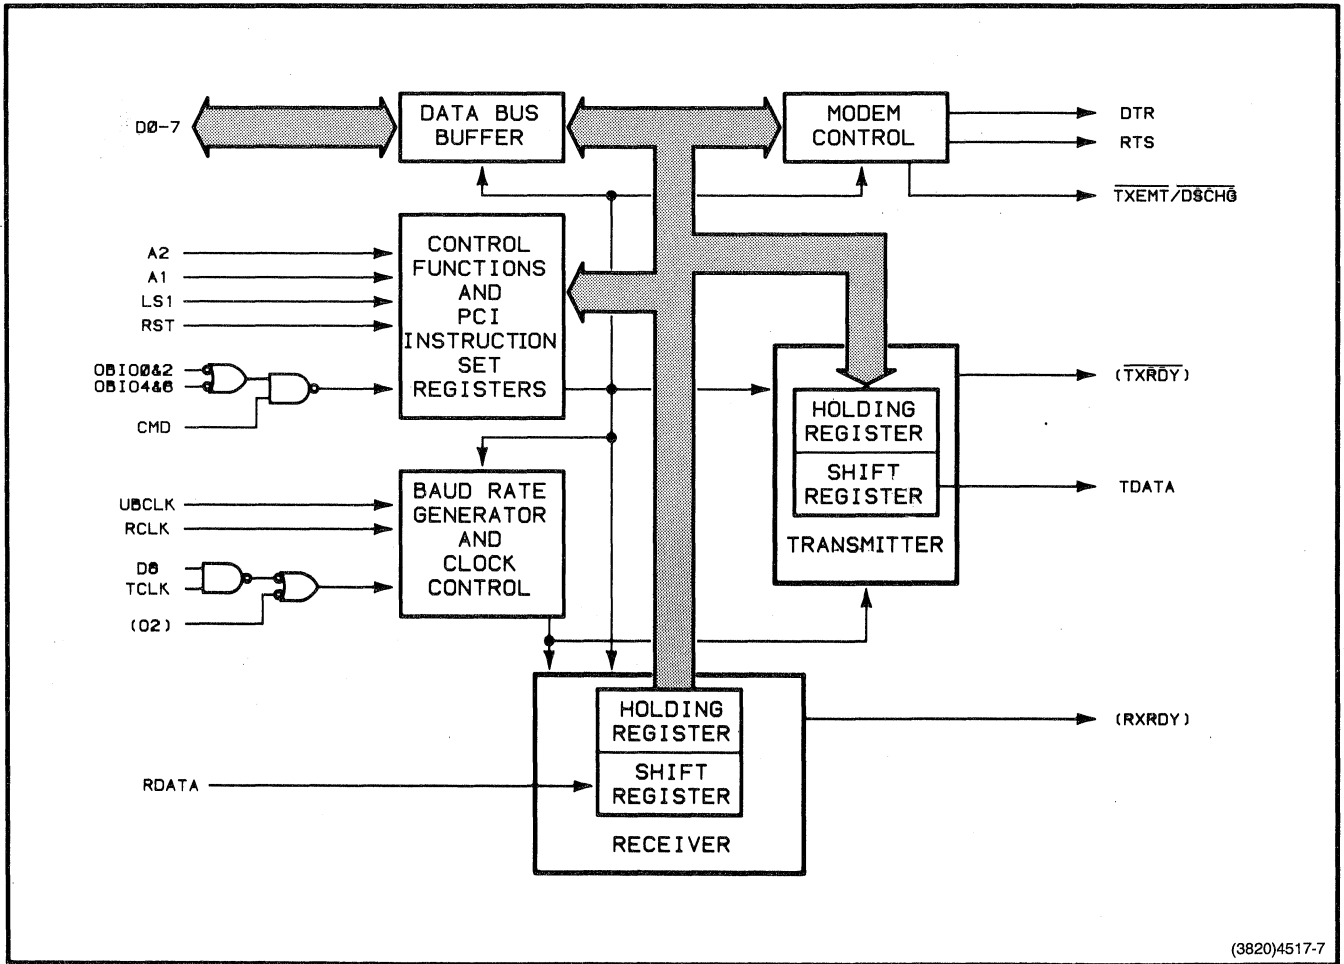 DØ-7
DATA BUS
BUFFER
MODEM
CONTROL
DTR
RTS
TXEMT/DSCHG
A2
A1
LS1
RST
OBIO0&2
OBIO4&6
CMD
CONTROL
FUNCTIONS
AND
PCI
INSTRUCTION
SET
REGISTERS
(TXRDY)
HOLDING
REGISTER
SHIFT
REGISTER
TRANSMITTER
TDATA
UBCLK
RCLK
D6
TCLK
(02)
BAUD RATE
GENERATOR
AND
CLOCK
CONTROL
HOLDING
REGISTER
SHIFT
REGISTER
RECEIVER
(RXRDY)
RDATA
(3820)4517-7